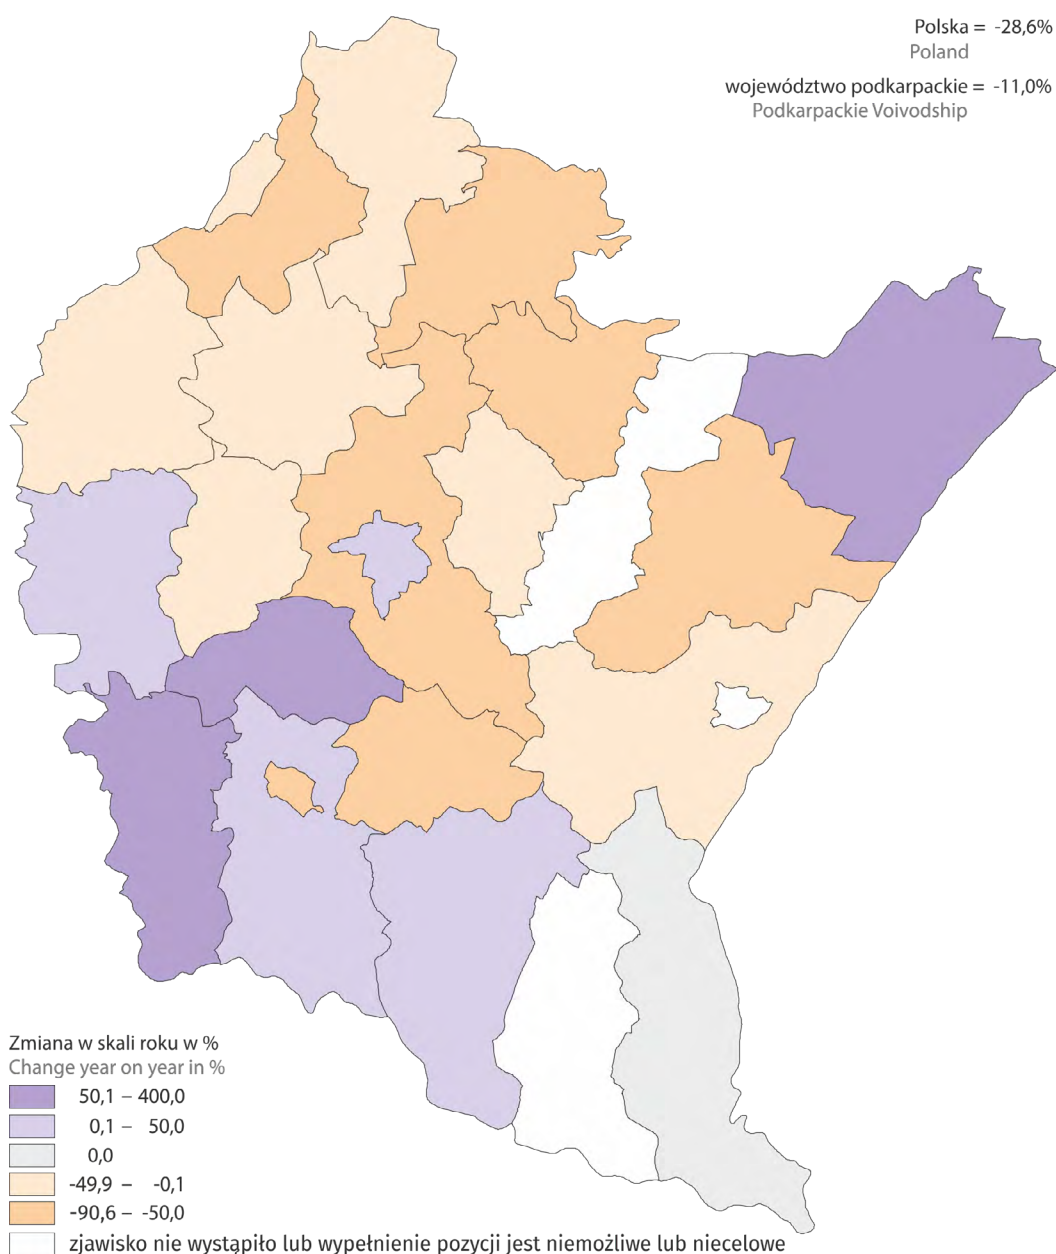 Polska = -28,6%
Poland
województwo podkarpackie = -11,0%
Podkarpackie Voivodship
Zmiana w skali roku w %
Change year on year in %
50,1 – 400,0
0,1 – 50,0
0,0
-49,9 – -0,1
-90,6 – -50,0
zjawisko nie wystąpiło lub wypełnienie pozycji jest niemożliwe lub niecelowe